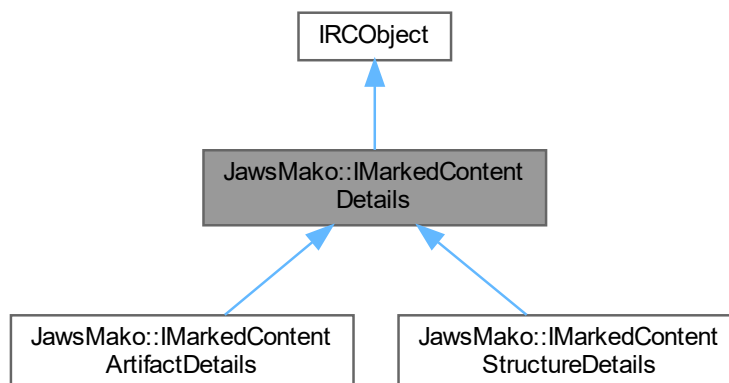 IRCObject
JawsMako::IMarkedContent
Details
JawsMako::IMarkedContent
ArtifactDetails
JawsMako::IMarkedContent
StructureDetails